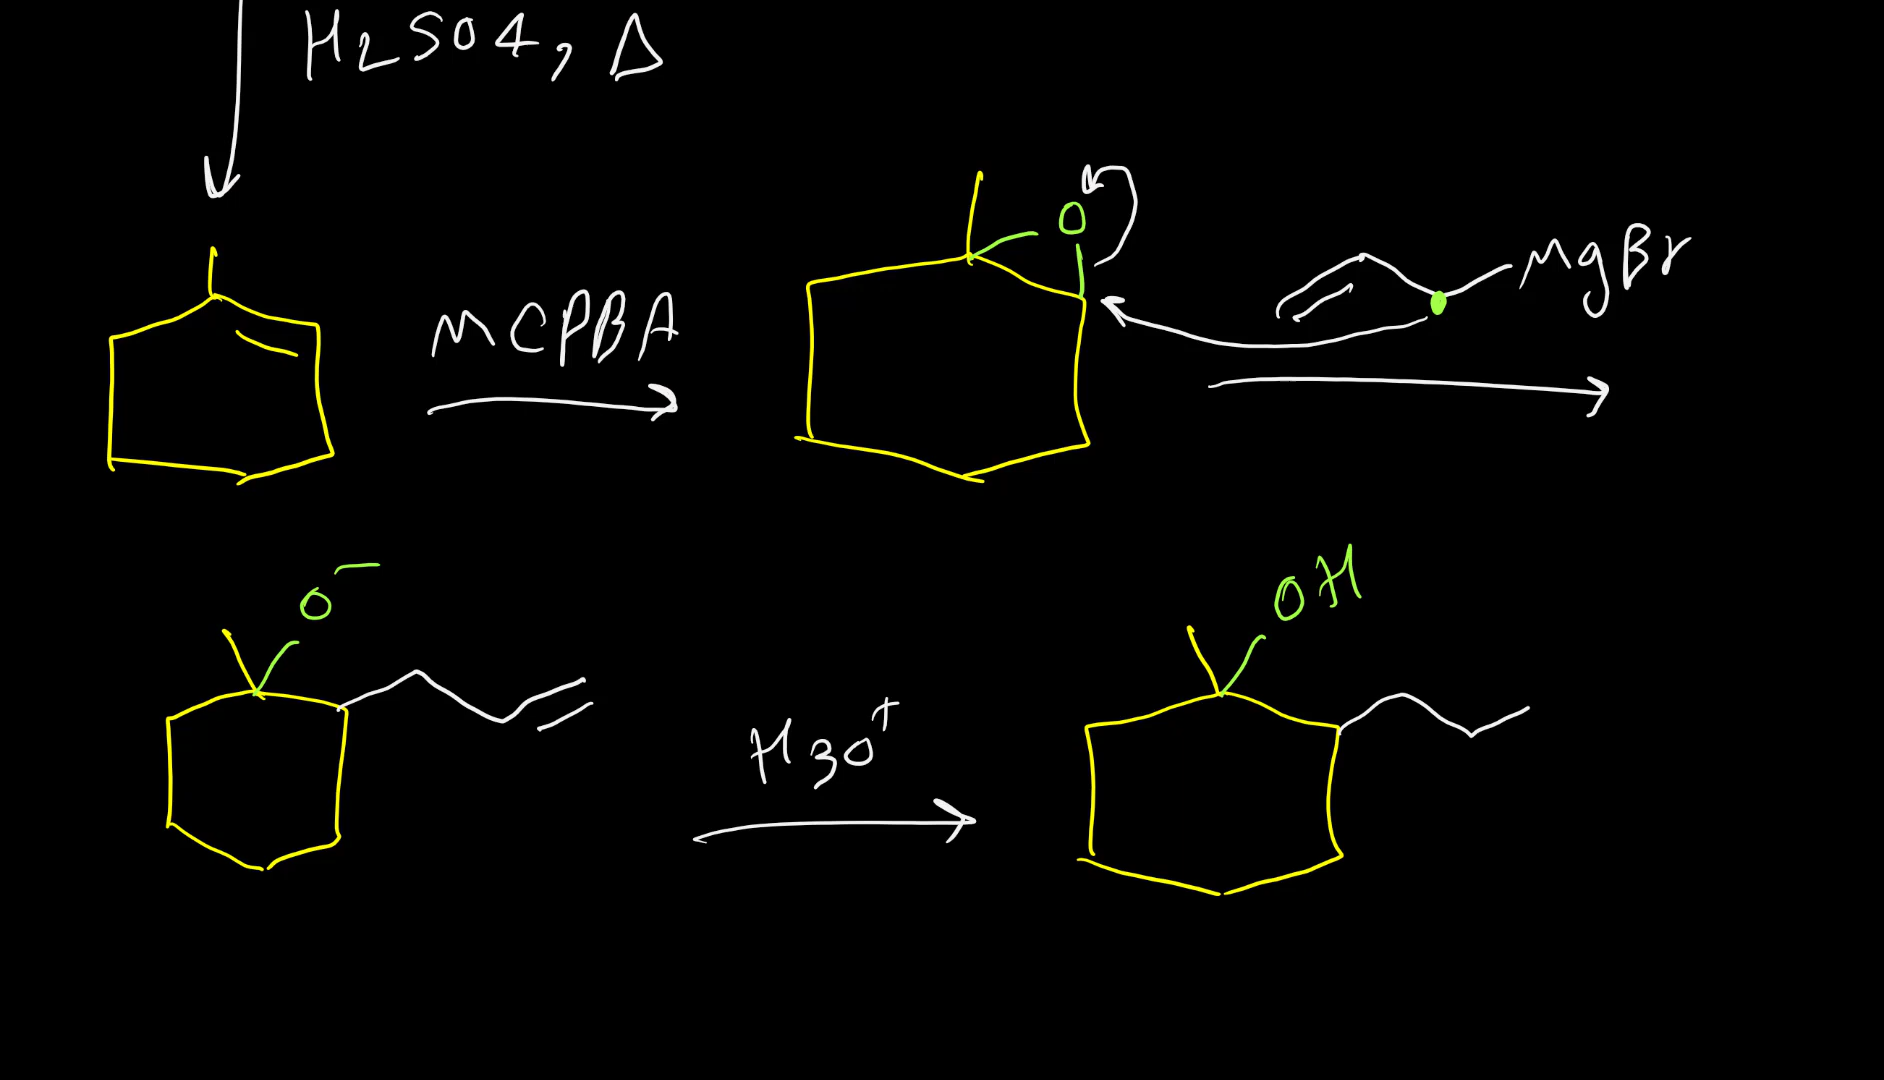 H2SO4, Δ
MCPBA
O
MgBr
O⁻
H3O⁺
OH